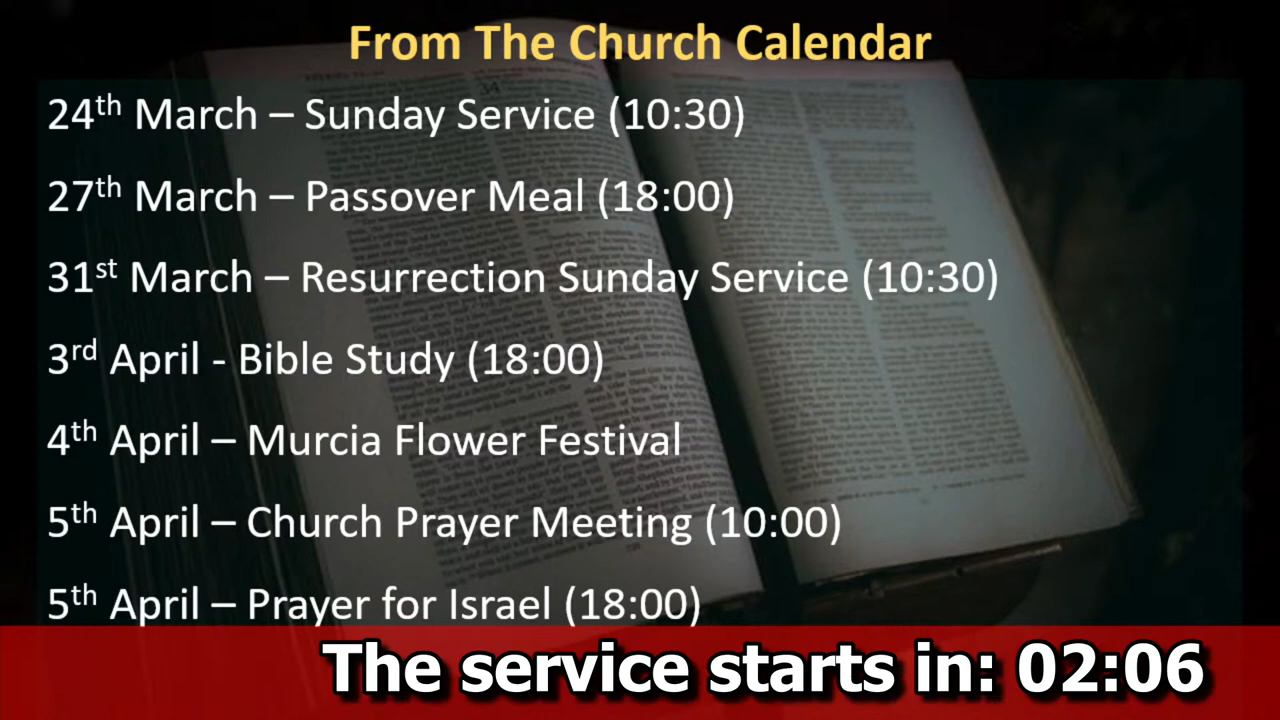 From The Church Calendar
24th March – Sunday Service (10:30)
27th March – Passover Meal (18:00)
31st March – Resurrection Sunday Service (10:30)
3rd April - Bible Study (18:00)
4th April – Murcia Flower Festival
5th April – Church Prayer Meeting (10:00)
5th April – Prayer for Israel (18:00)
The service starts in: 02:06